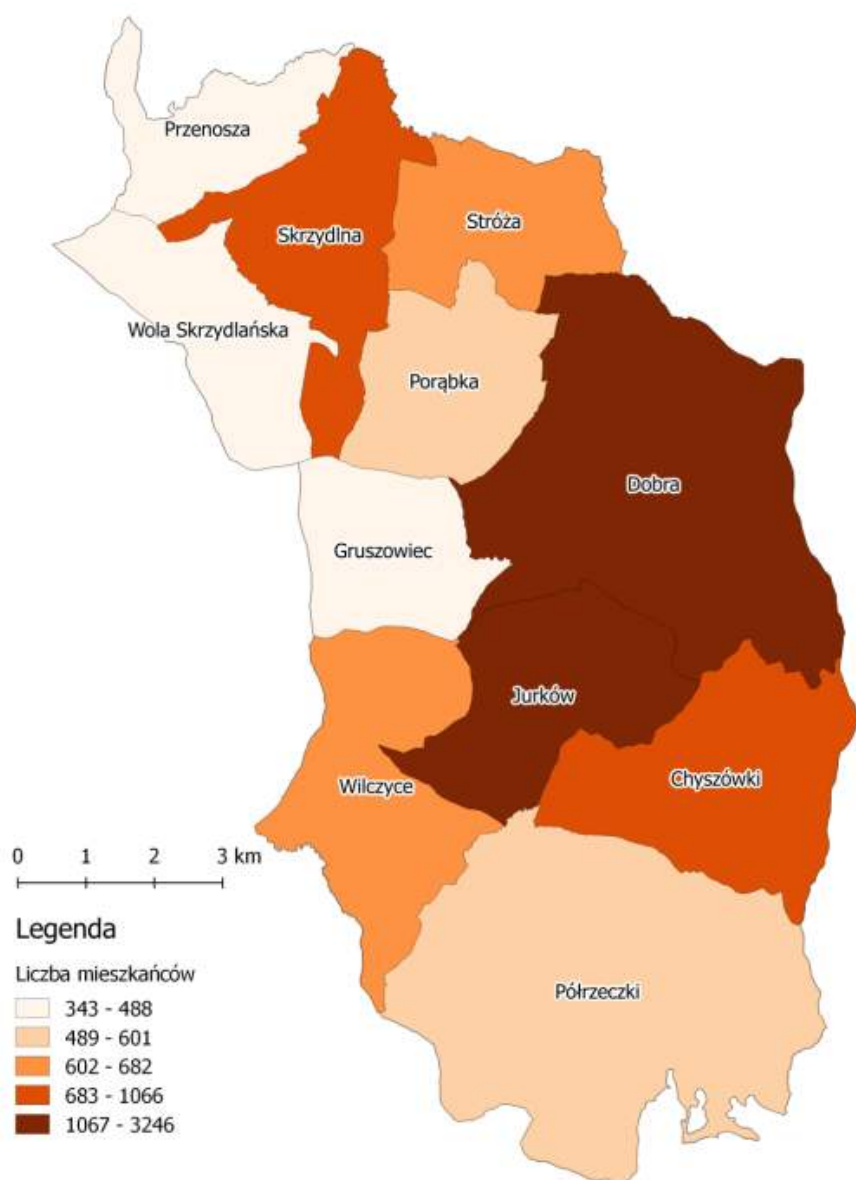 Przenosza
Skrzydlna
Stróża
Wola Skrzydlańska
Porąbka
Dobra
Gruszowiec
Jurków
Chyszówki
Wilczyce
Półrzeczki
0 1 2 3 km
Legenda
Liczba mieszkańców
343 - 488
489 - 601
602 - 682
683 - 1066
1067 - 3246